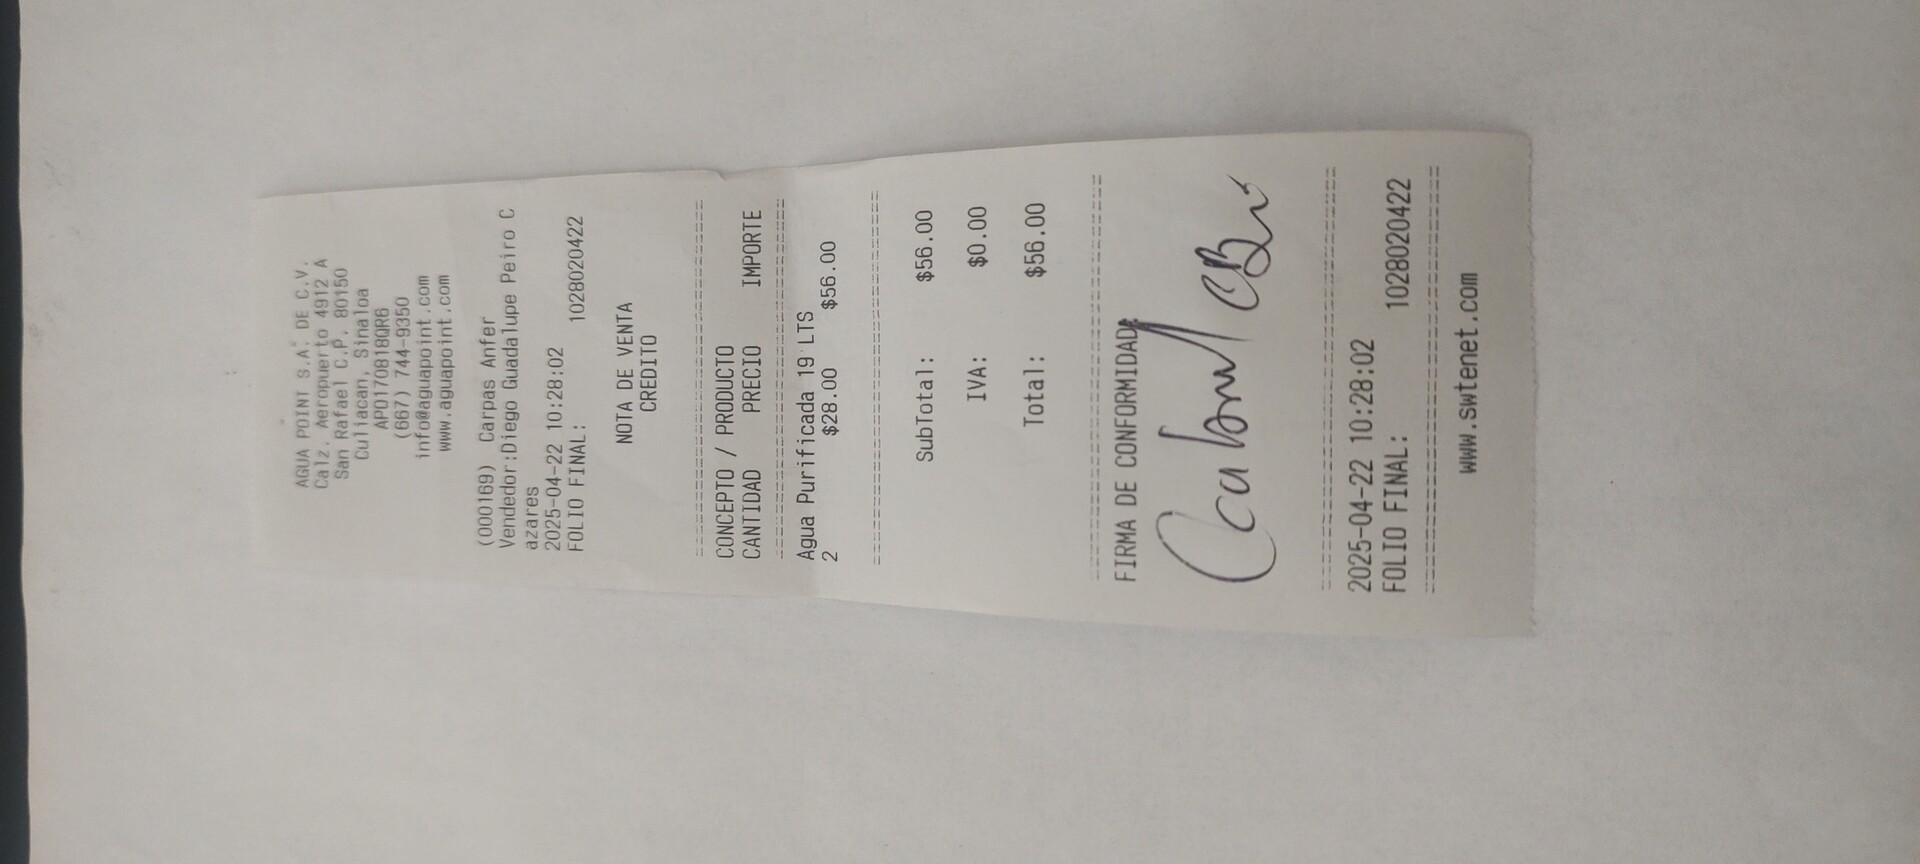 AGUA POINT S.A. DE C.V.
Calz. Aeropuerto 4912 A
San Rafael C.P. 80150
Culiacan, Sinaloa
APO170818QR6
(667) 744-9350
info@aguapoint.com
www.aguapoint.com
(000169) Carpas Anfer
Vendedor:Diego Guadalupe Peiro C
azares
2025-04-22 10:28:02
FOLIO FINAL: 1028020422
NOTA DE VENTA
CREDITO
================================
CONCEPTO / PRODUCTO
CANTIDAD PRECIO IMPORTE
================================
Agua Purificada 19 LTS
2 $28.00 $56.00
================================
SubTotal: $56.00
IVA: $0.00
Total: $56.00
================================
FIRMA DE CONFORMIDAD
================================
2025-04-22 10:28:02
FOLIO FINAL: 1028020422
================================
www.swtenet.com